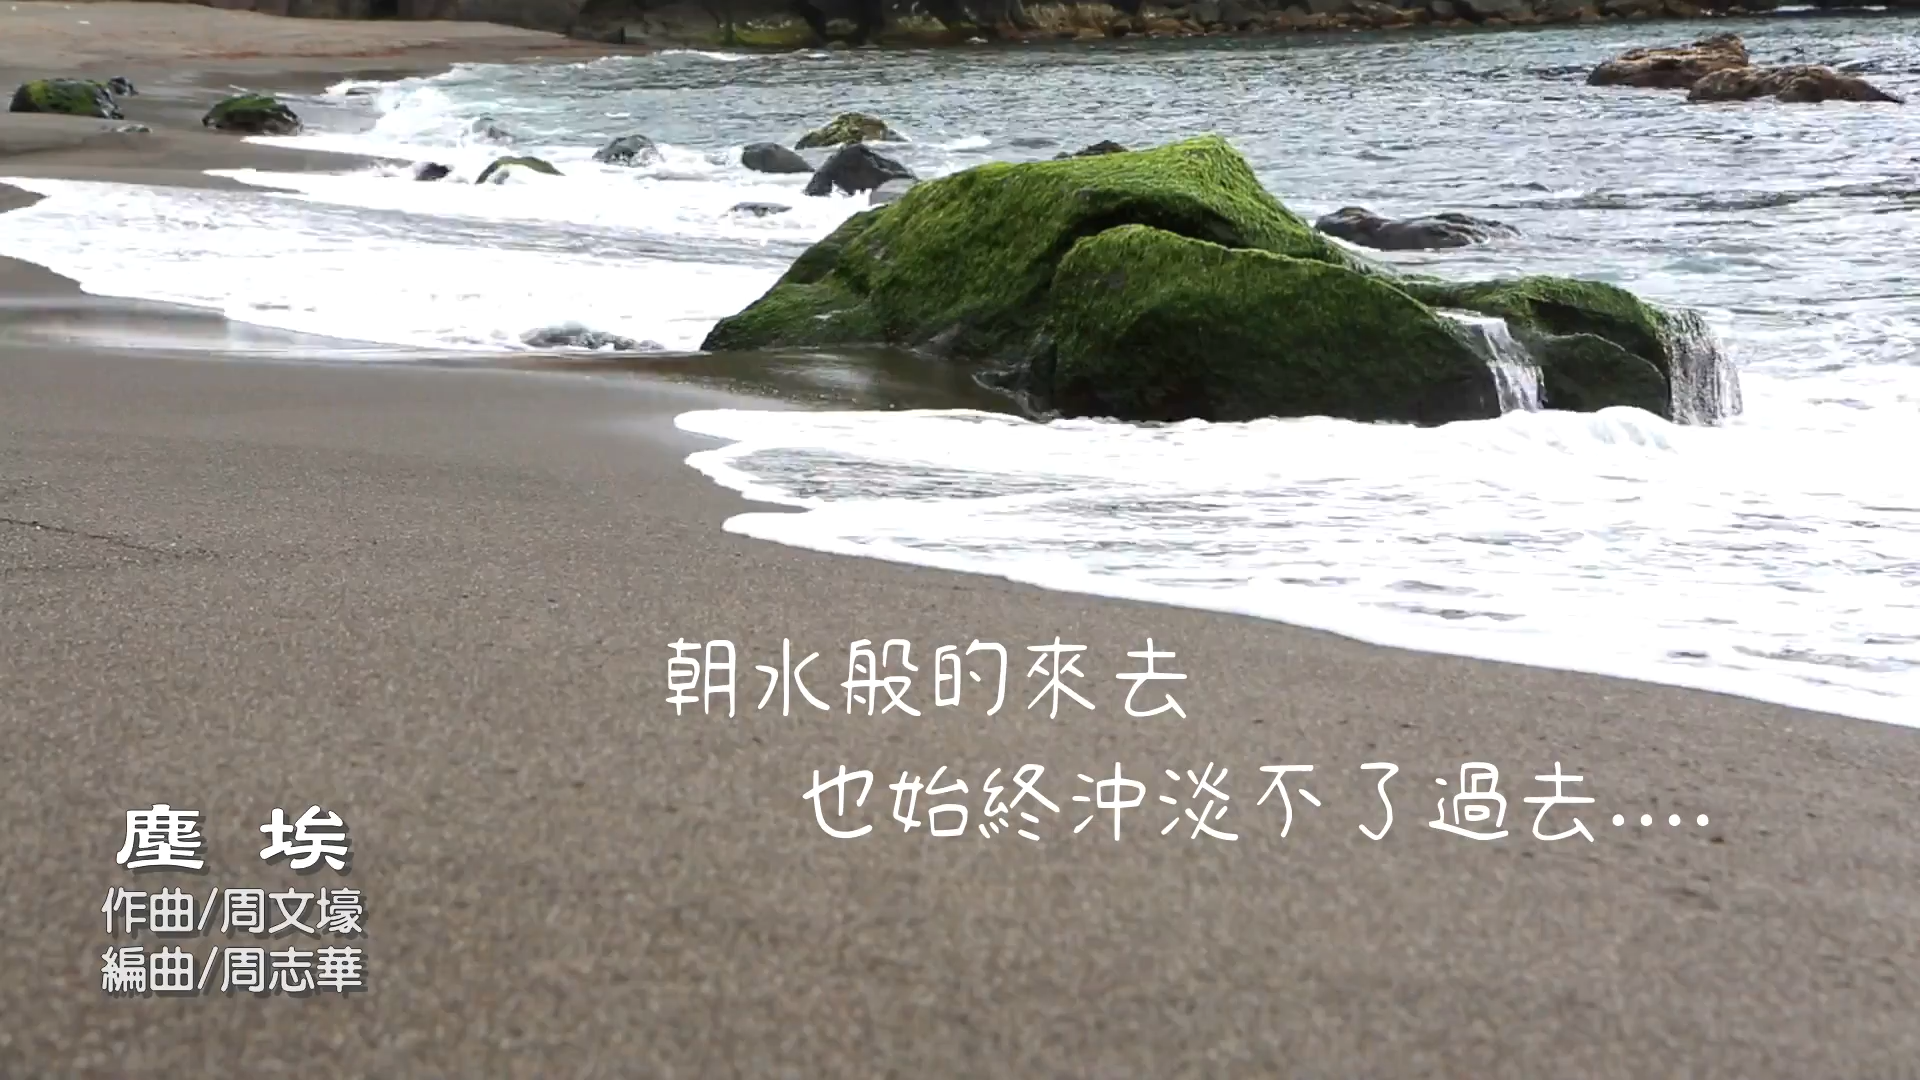 朝水般的來去
也始終沖淡不了過去....
塵 埃
作曲/周文壕
編曲/周志華